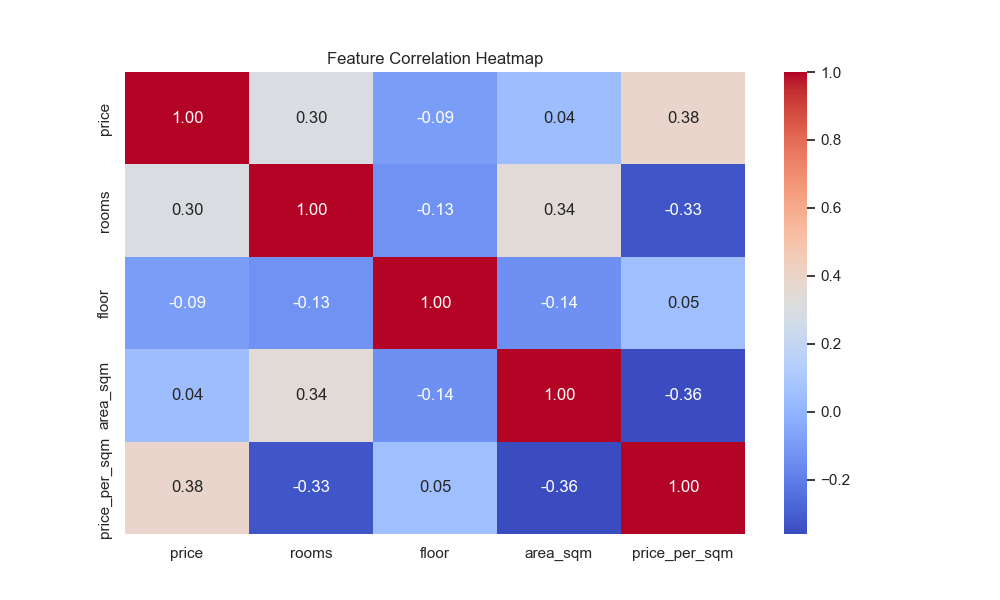 Feature Correlation Heatmap
price 1.00 0.30 -0.09 0.04 0.38
rooms 0.30 1.00 -0.13 0.34 -0.33
floor -0.09 -0.13 1.00 -0.14 0.05
area_sqm 0.04 0.34 -0.14 1.00 -0.36
price_per_sqm 0.38 -0.33 0.05 -0.36 1.00
price rooms floor area_sqm price_per_sqm
1.0
0.8
0.6
0.4
0.2
0.0
−0.2